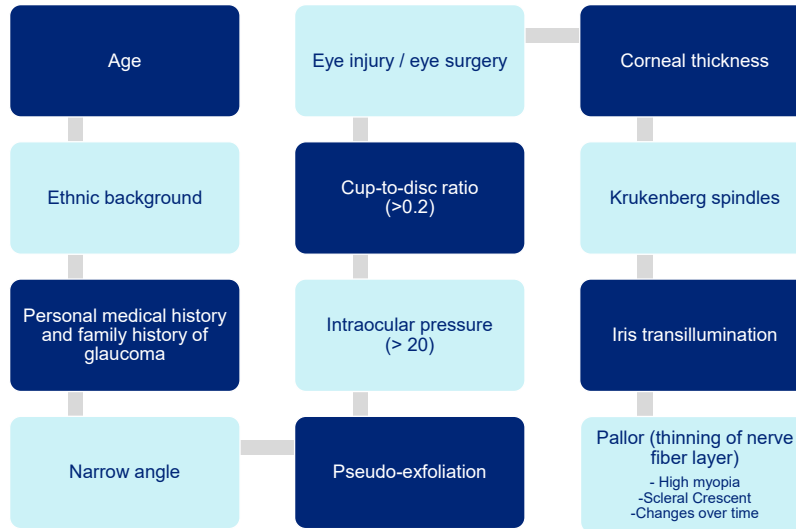 Age
Ethnic background
Personal medical history
and family history of
glaucoma
Narrow angle
Pseudo-exfoliation
Intraocular pressure
(> 20)
Cup-to-disc ratio
(>0.2)
Eye injury / eye surgery
Corneal thickness
Krukenberg spindles
Iris transillumination
Pallor (thinning of nerve
fiber layer)
- High myopia
-Scleral Crescent
-Changes over time